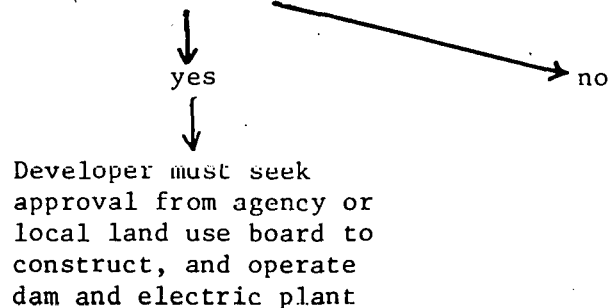 yes
no
Developer must seek
approval from agency or
local land use board to
construct, and operate
dam and electric plant